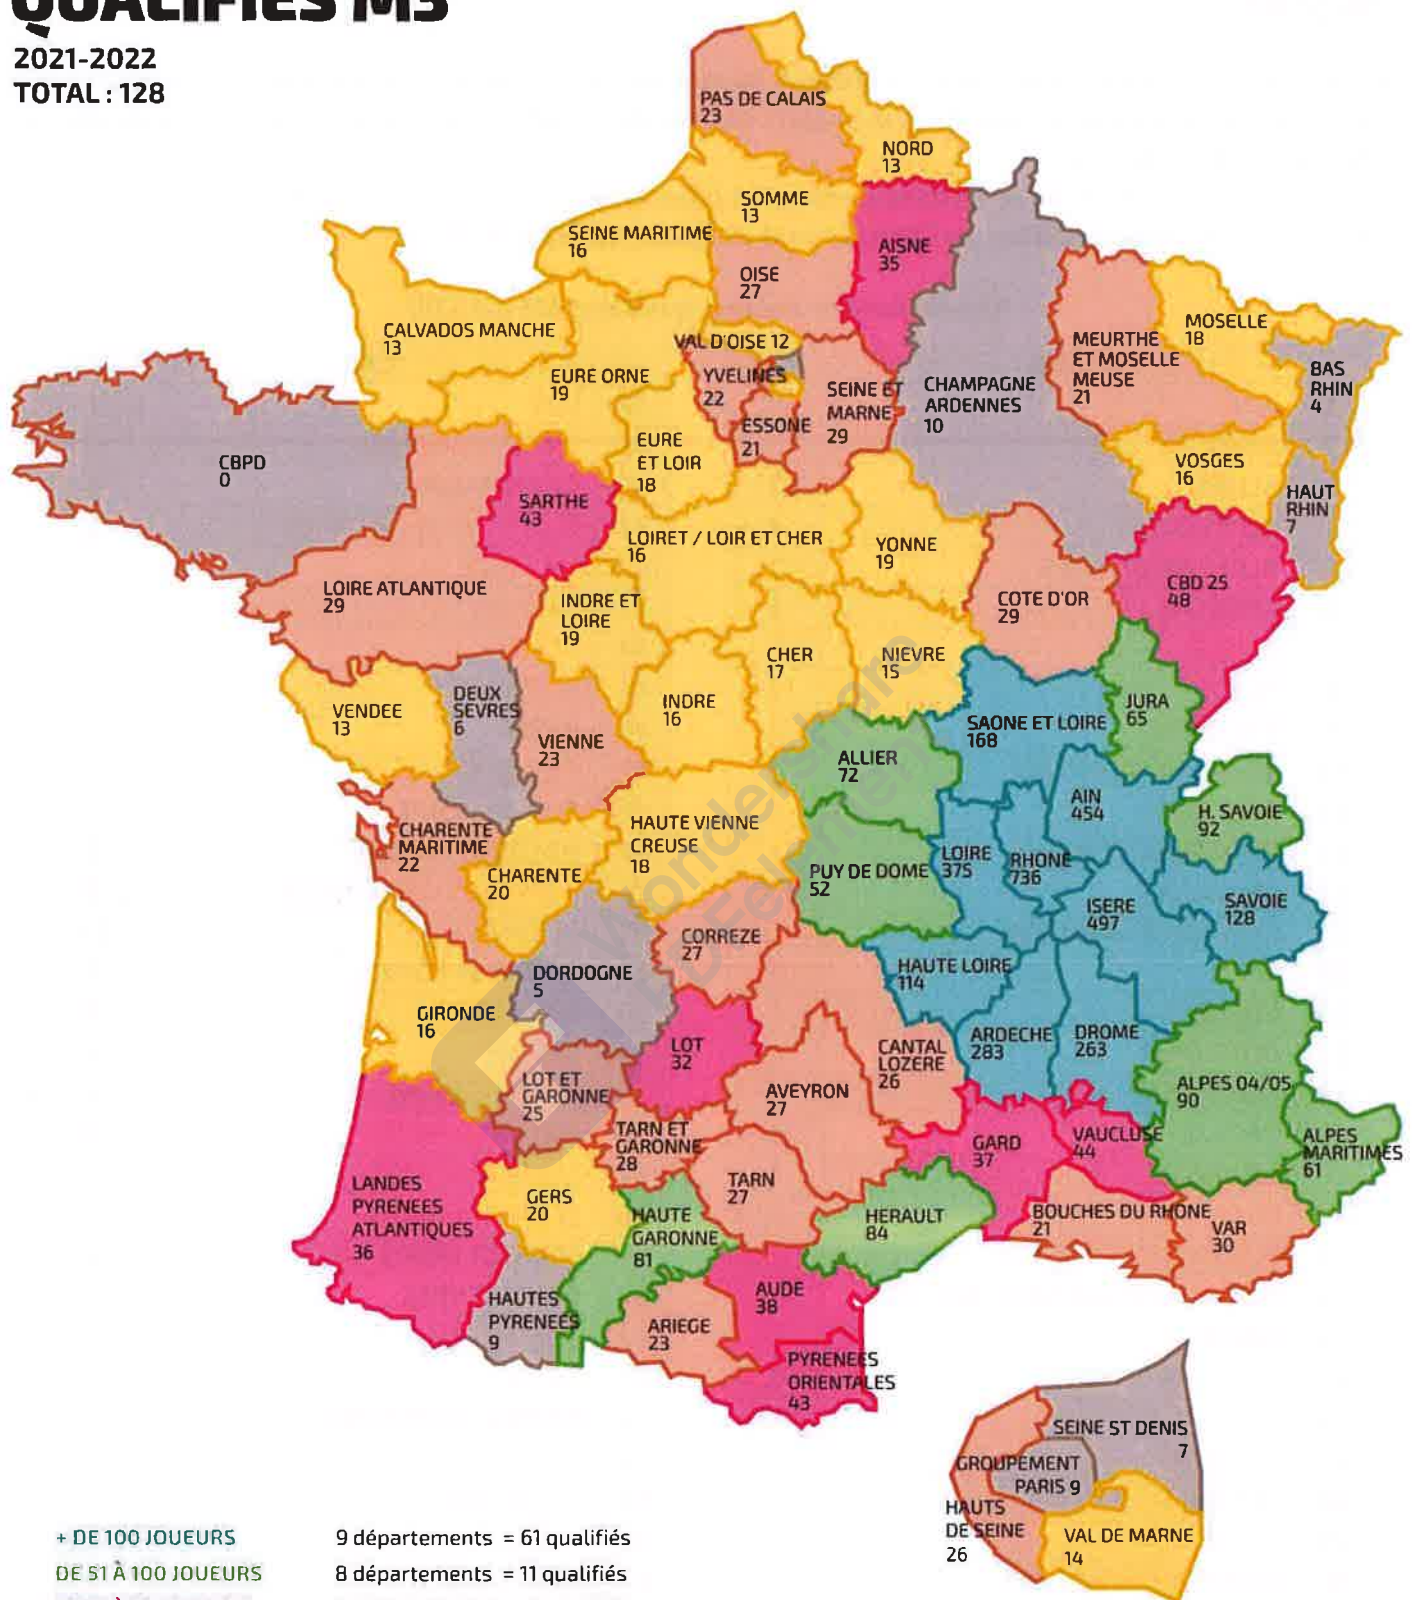 QUALIFIÉS M3
2021-2022
TOTAL : 128
PAS DE CALAIS
23
NORD
13
SOMME
13
SEINE MARITIME
16
AISNE
35
OISE
27
CALVADOS MANCHE
13
VAL D'OISE 12
MOSELLE
18
MEURTHE
ET MOSELLE
MEUSE
21
BAS
RHIN
4
EURE ORNE
19
YVELINES
22
SEINE ET
MARNE
29
CHAMPAGNE
ARDENNES
10
ESSONE
21
EURE
ET LOIR
18
CBPD
0
VOSGES
16
HAUT
RHIN
7
SARTHE
43
LOIRET / LOIR ET CHER
16
YONNE
19
LOIRE ATLANTIQUE
29
INDRE ET
LOIRE
19
COTE D'OR
29
CBD 25
48
CHER
17
NIEVRE
15
VENDEE
13
DEUX
SEVRES
6
INDRE
16
JURA
65
SAONE ET LOIRE
168
VIENNE
23
ALLIER
72
AIN
454
H. SAVOIE
92
CHARENTE
MARITIME
22
HAUTE VIENNE
CREUSE
18
LOIRE
375
RHONE
736
CHARENTE
20
PUY DE DOME
52
ISERE
497
SAVOIE
128
CORREZE
27
DORDOGNE
5
HAUTE LOIRE
114
GIRONDE
16
LOT
32
CANTAL
LOZERE
26
ARDECHE
283
DROME
263
LOT ET
GARONNE
25
AVEYRON
27
ALPES 04/05
90
TARN ET
GARONNE
28
GARD
37
VAUCLUSE
44
ALPES
MARITIMES
61
LANDES
PYRENEES
ATLANTIQUES
36
GERS
20
TARN
27
HAUTE
GARONNE
81
HERAULT
84
BOUCHES DU RHONE
21
VAR
30
HAUTES
PYRENEES
9
AUDE
38
ARIEGE
23
PYRENEES
ORIENTALES
43
SEINE ST DENIS
7
GROUPEMENT
PARIS 9
HAUTS
DE SEINE
26
VAL DE MARNE
14
+ DE 100 JOUEURS 9 départements = 61 qualifiés
DE 51 À 100 JOUEURS 8 départements = 11 qualifiés
Wondershare
PDFelement